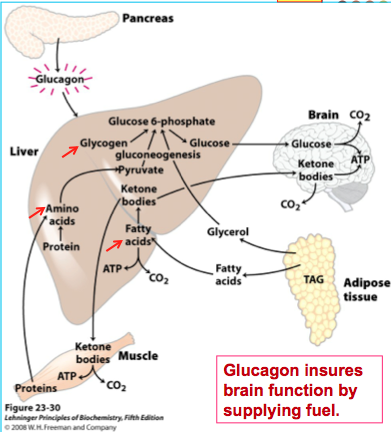 Pancreas
Glucagon
Glucose 6-phosphate
Brain
CO2
Glycogen
Glucose
Glucose
Liver
gluconeogenesis
Pyruvate
ATP
Ketone
bodies
Ketone
bodies
CO2
Amino
acids
Protein
Fatty
acids
Glycerol
ATP
CO2
Fatty
acids
TAG
Adipose
tissue
Ketone
bodies
Muscle
ATP
CO2
Proteins
Glucagon insures
brain function by
supplying fuel.
Figure 23-30
Lehninger Principles of Biochemistry, Fifth Edition
© 2008 W. H. Freeman and Company